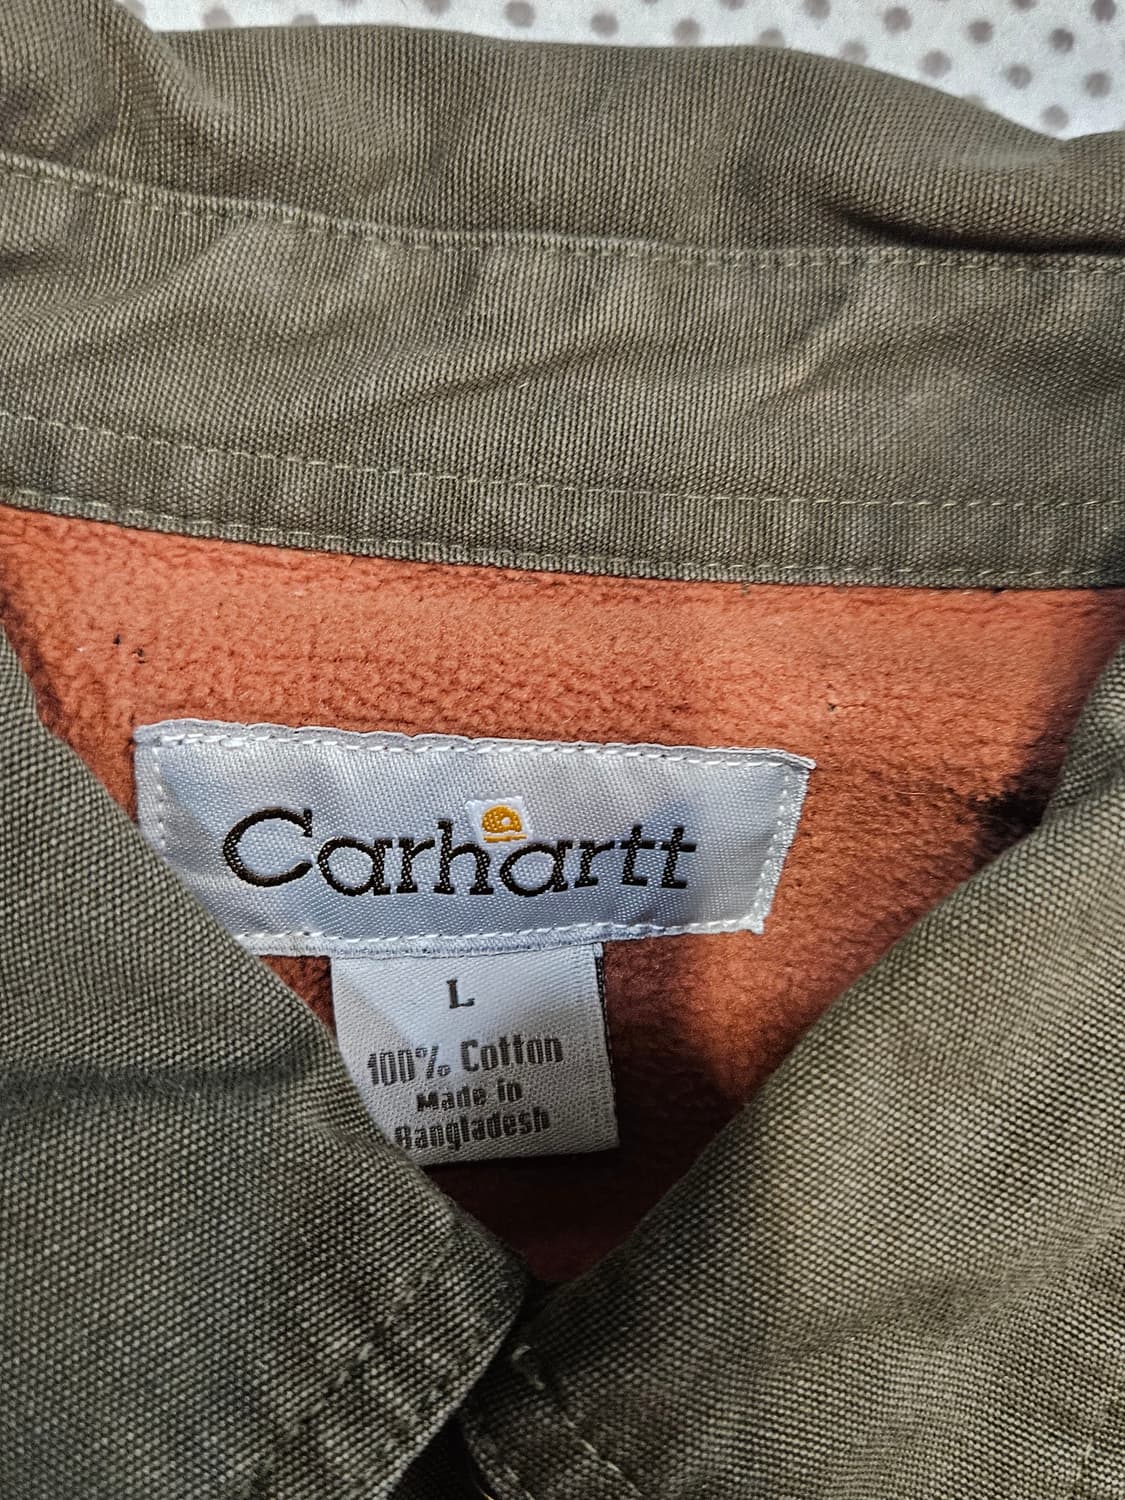 Carhartt
L
100% Cotton
Made in
Bangladesh